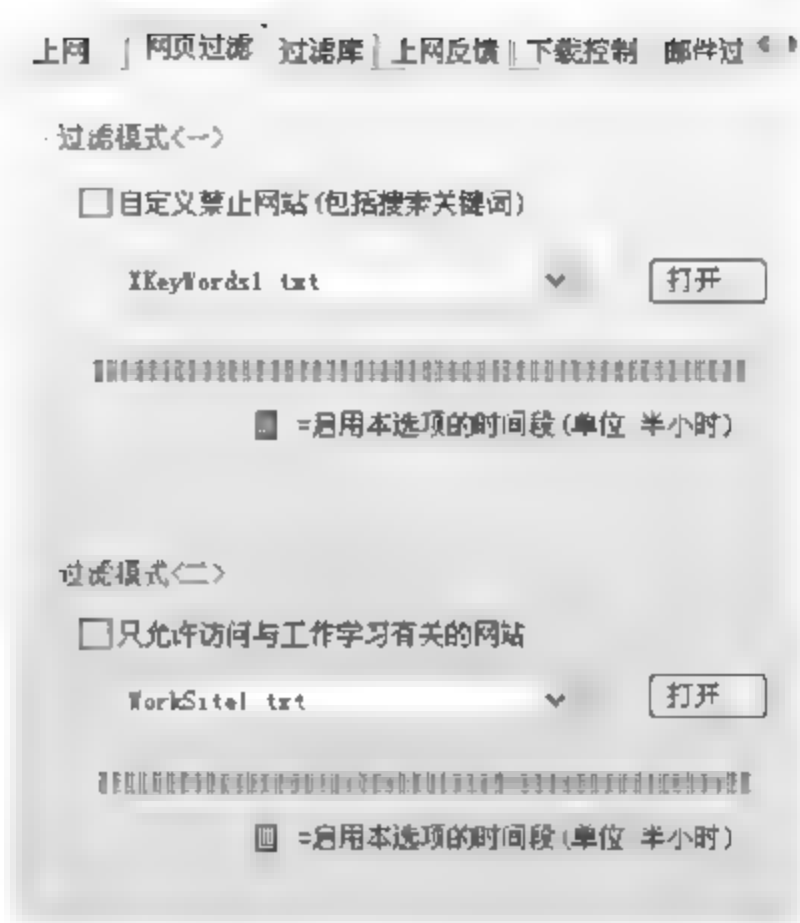 上网 网页过滤 过滤库 上网反馈 下载控制 邮件过
过滤模式<一>
自定义禁止网站(包括搜索关键词)
XKeyWords1 txt 打开
=启用本选项的时间段(单位 半小时)
过滤模式<二>
只允许访问与工作学习有关的网站
WorkSite1 txt 打开
=启用本选项的时间段(单位 半小时)